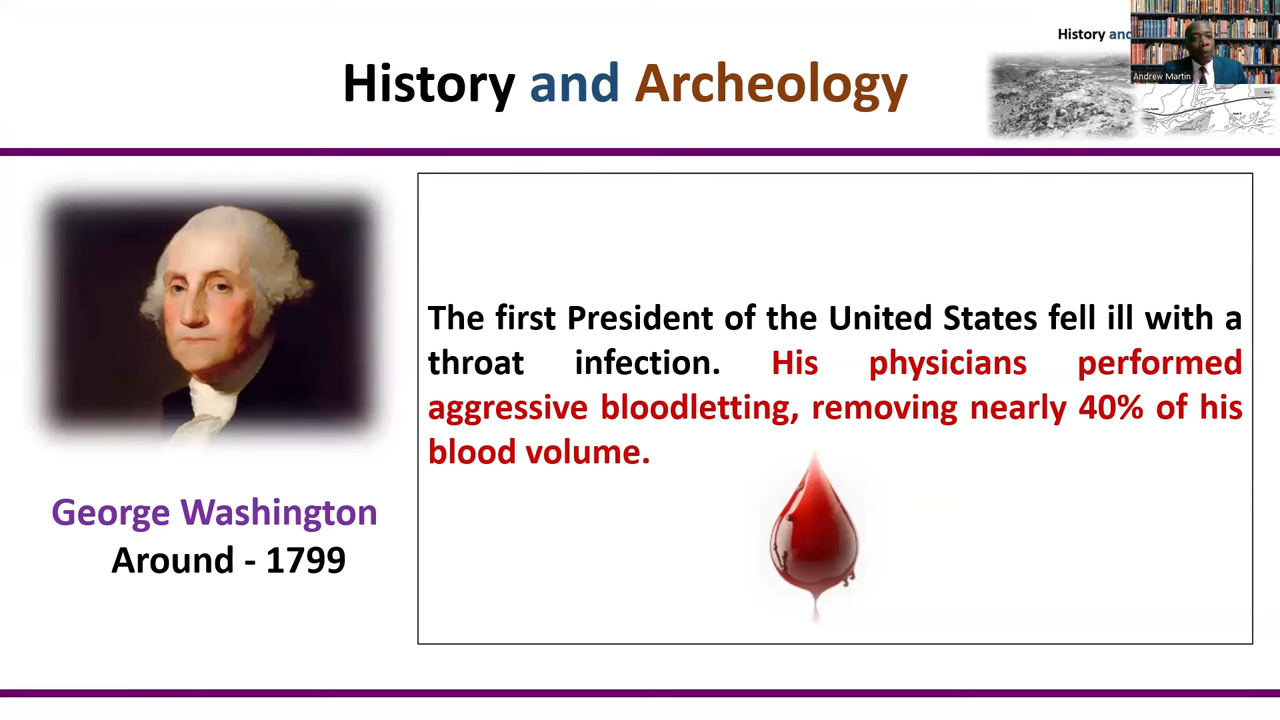 History and Archeology
History and
Andrew Martin
The first President of the United States fell ill with a
throat infection. His physicians performed
aggressive bloodletting, removing nearly 40% of his
blood volume.
George Washington
Around - 1799